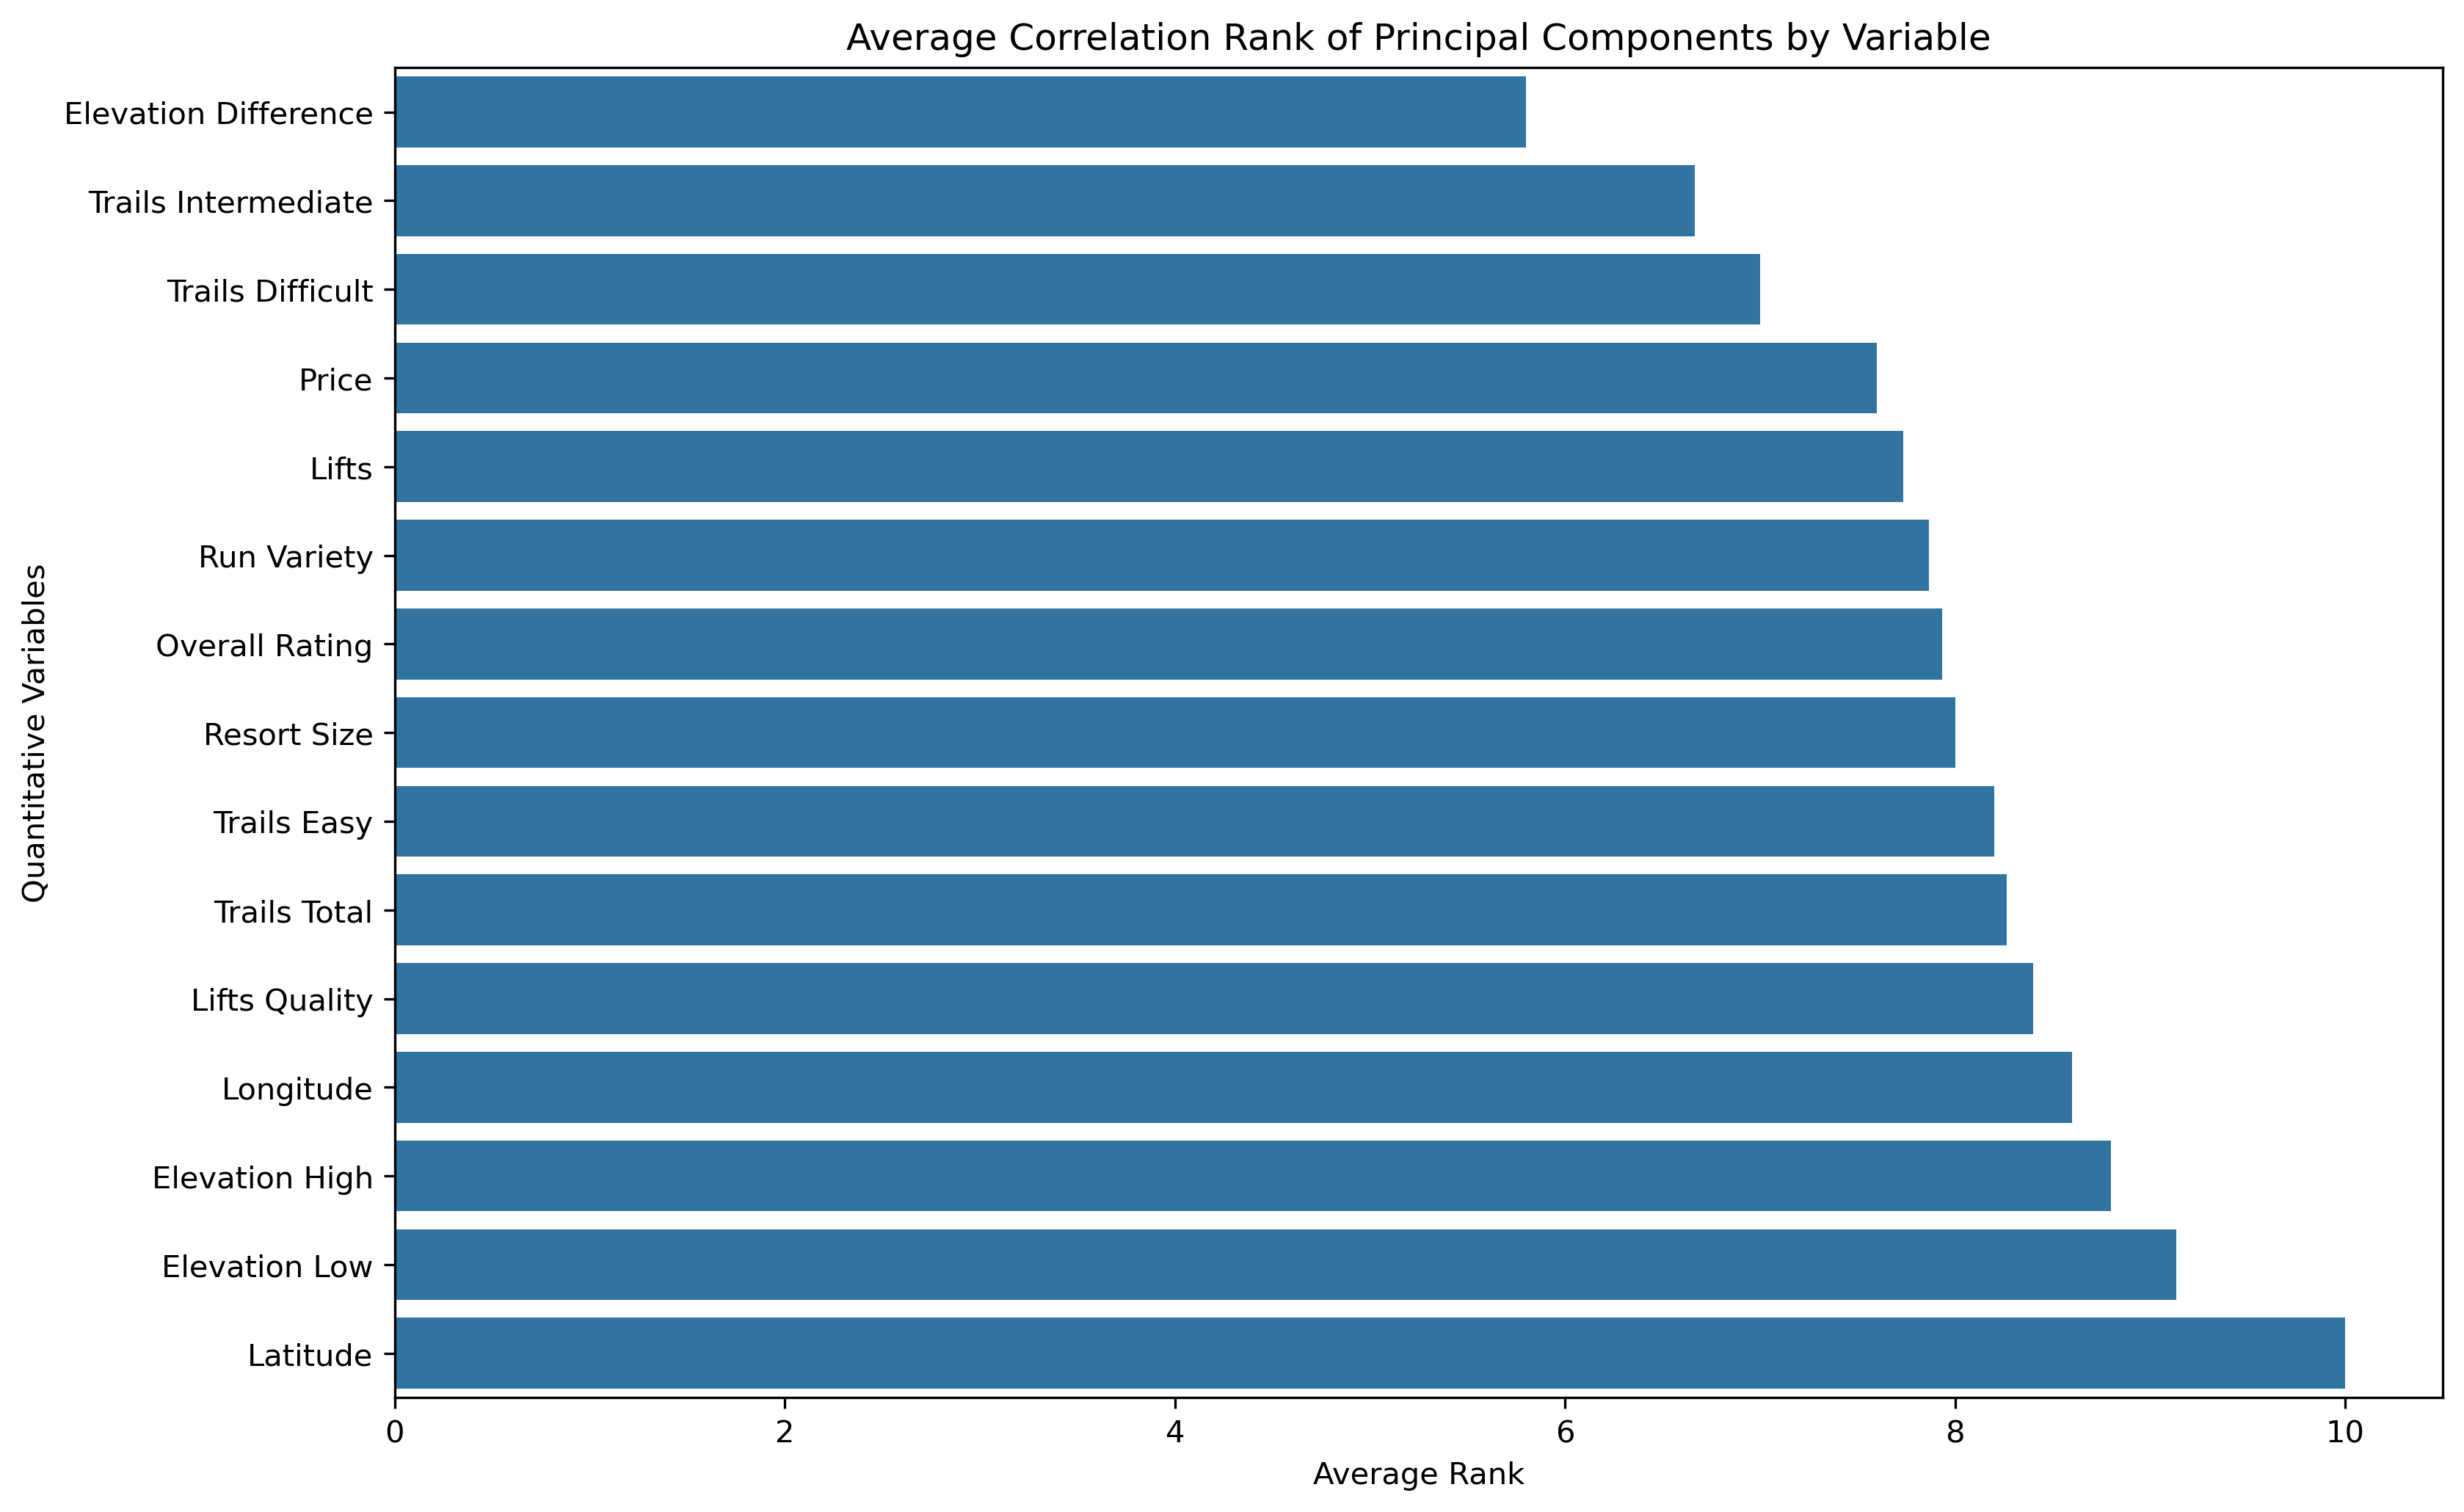 Average Correlation Rank of Principal Components by Variable
Quantitative Variables
Elevation Difference
Trails Intermediate
Trails Difficult
Price
Lifts
Run Variety
Overall Rating
Resort Size
Trails Easy
Trails Total
Lifts Quality
Longitude
Elevation High
Elevation Low
Latitude
0 2 4 6 8 10
Average Rank